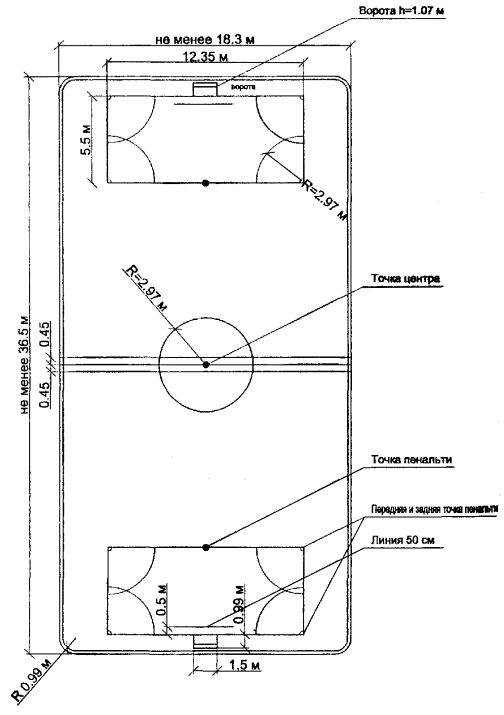 Ворота h=1.07 м
не менее 18.3 м
12.35 м
ворота
5.5 м
R=2.97 м
R=2.97 м
Точка центра
не менее 36.5 м
0.45
0.45
Точка пенальти
Передняя и задняя точка пенальти
Линия 50 см
0.5 м
0.99 м
1.5 м
R 0.99 м